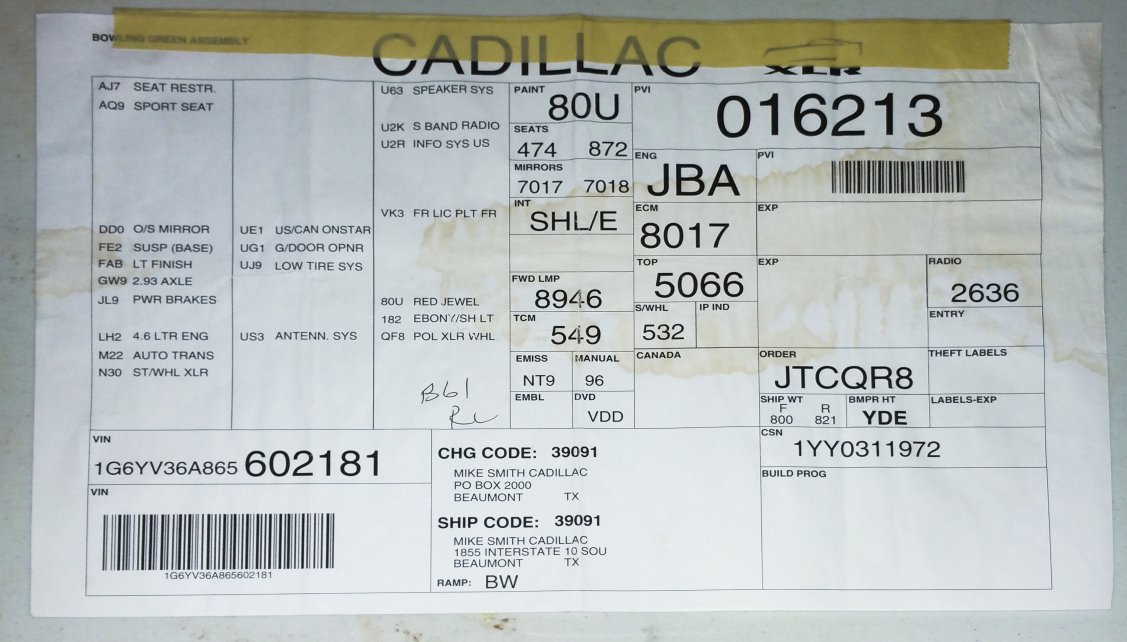 BOWLING GREEN ASSEMBLY
CADILLAC
XLR
AJ7 SEAT RESTR.
AQ9 SPORT SEAT
DD0 O/S MIRROR
FE2 SUSP (BASE)
FAB LT FINISH
GW9 2.93 AXLE
JL9 PWR BRAKES
LH2 4.6 LTR ENG
M22 AUTO TRANS
N30 ST/WHL XLR
UE1 US/CAN ONSTAR
UG1 G/DOOR OPNR
UJ9 LOW TIRE SYS
US3 ANTENN. SYS
U63 SPEAKER SYS
U2K S BAND RADIO
U2R INFO SYS US
VK3 FR LIC PLT FR
80U RED JEWEL
182 EBONY/SH LT
QF8 POL XLR WHL
B61
PAINT
80U
SEATS
474 872
MIRRORS
7017 7018
INT
SHL/E
FWD LMP
8946
TCM
549
EMISS
NT9
MANUAL
96
EMBL
DVD
VDD
PVI
016213
ENG
JBA
PVI
ECM
8017
EXP
TOP
5066
EXP
RADIO
2636
S/WHL
532
IP IND
ENTRY
CANADA
ORDER
JTCQR8
THEFT LABELS
SHIP WT
F R
800 821
BMPR HT
YDE
LABELS-EXP
CSN
1YY0311972
BUILD PROG
VIN
1G6YV36A865602181
VIN
1G6YV36A865602181
CHG CODE: 39091
MIKE SMITH CADILLAC
PO BOX 2000
BEAUMONT TX
SHIP CODE: 39091
MIKE SMITH CADILLAC
1855 INTERSTATE 10 SOU
BEAUMONT TX
RAMP: BW